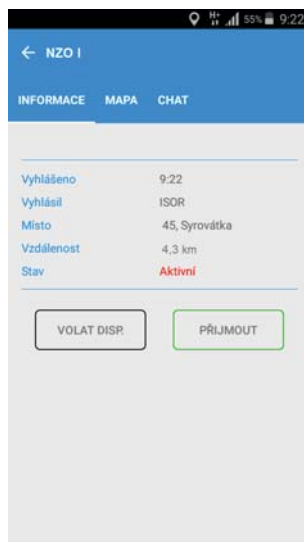 H+ 55% 9:22
← NZO I
INFORMACE MAPA CHAT
Vyhlášeno 9:22
Vyhlásil ISOR
Místo 45, Syrovátka
Vzdálenost 4,3 km
Stav Aktivní
VOLAT DISP. PŘIJMOUT